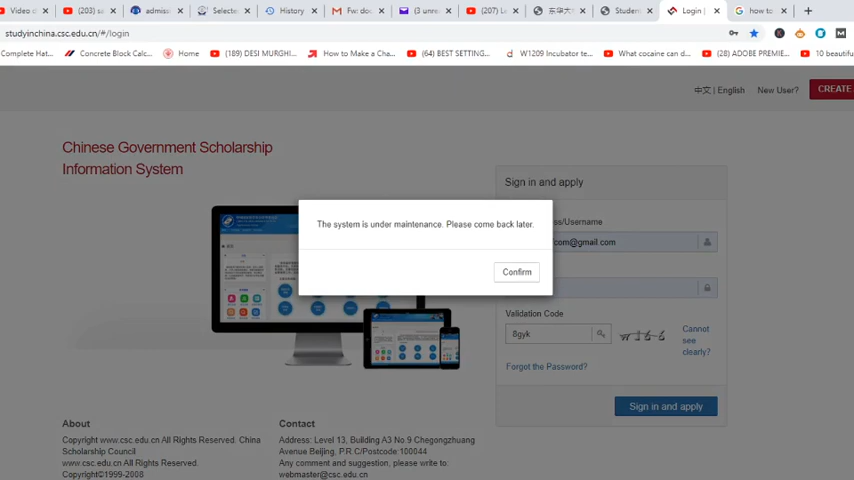 Video d
(203) sa
admiss
Selecte
History
Fw: doc
(3 unre
(207) Le
东华大
Studen
Login |
how to
studyinchina.csc.edu.cn/#/login
Complete Hat...
Concrete Block Calc...
Home
(189) DESI MURGHI...
How to Make a Cha...
(64) BEST SETTING...
W1209 Incubator te...
What cocaine can d...
(28) ADOBE PREMIE...
10 beautiful
中文 | English
New User?
CREATE
Chinese Government Scholarship
Information System
Sign in and apply
The system is under maintenance. Please come back later.
ss/Username
com@gmail com
Confirm
Validation Code
8gyk
Cannot
see
clearly?
Forgot the Password?
Sign in and apply
About
Copyright www.csc.edu.cn All Rights Reserved. China
Scholarship Council
www.csc.edu.cn All Rights Reserved.
Copyright©1999-2008
Contact
Address: Level 13, Building A3 No.9 Chegongzhuang
Avenue Beijing, P.R.C/Postcode:100044
Any comment and suggestion, please write to:
webmaster@csc.edu.cn